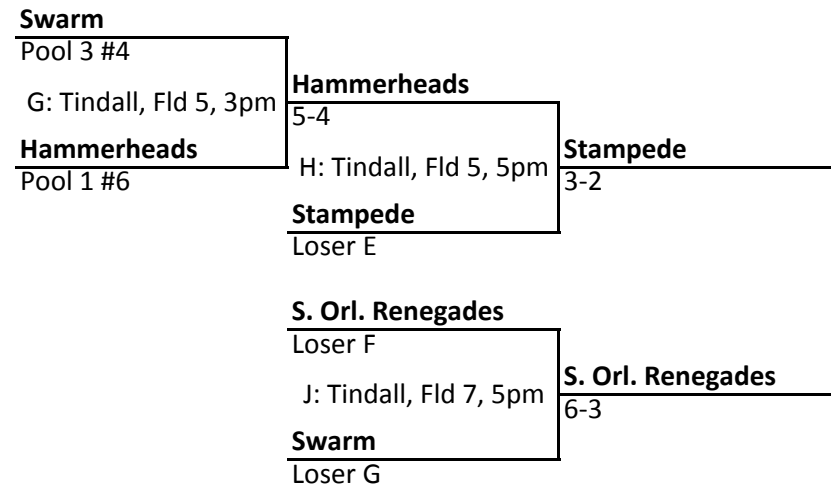 Swarm
Pool 3 #4
G: Tindall, Fld 5, 3pm
Hammerheads
Pool 1 #6
Hammerheads
5-4
H: Tindall, Fld 5, 5pm
Stampede
Loser E
Stampede
3-2
S. Orl. Renegades
Loser F
J: Tindall, Fld 7, 5pm
Swarm
Loser G
S. Orl. Renegades
6-3